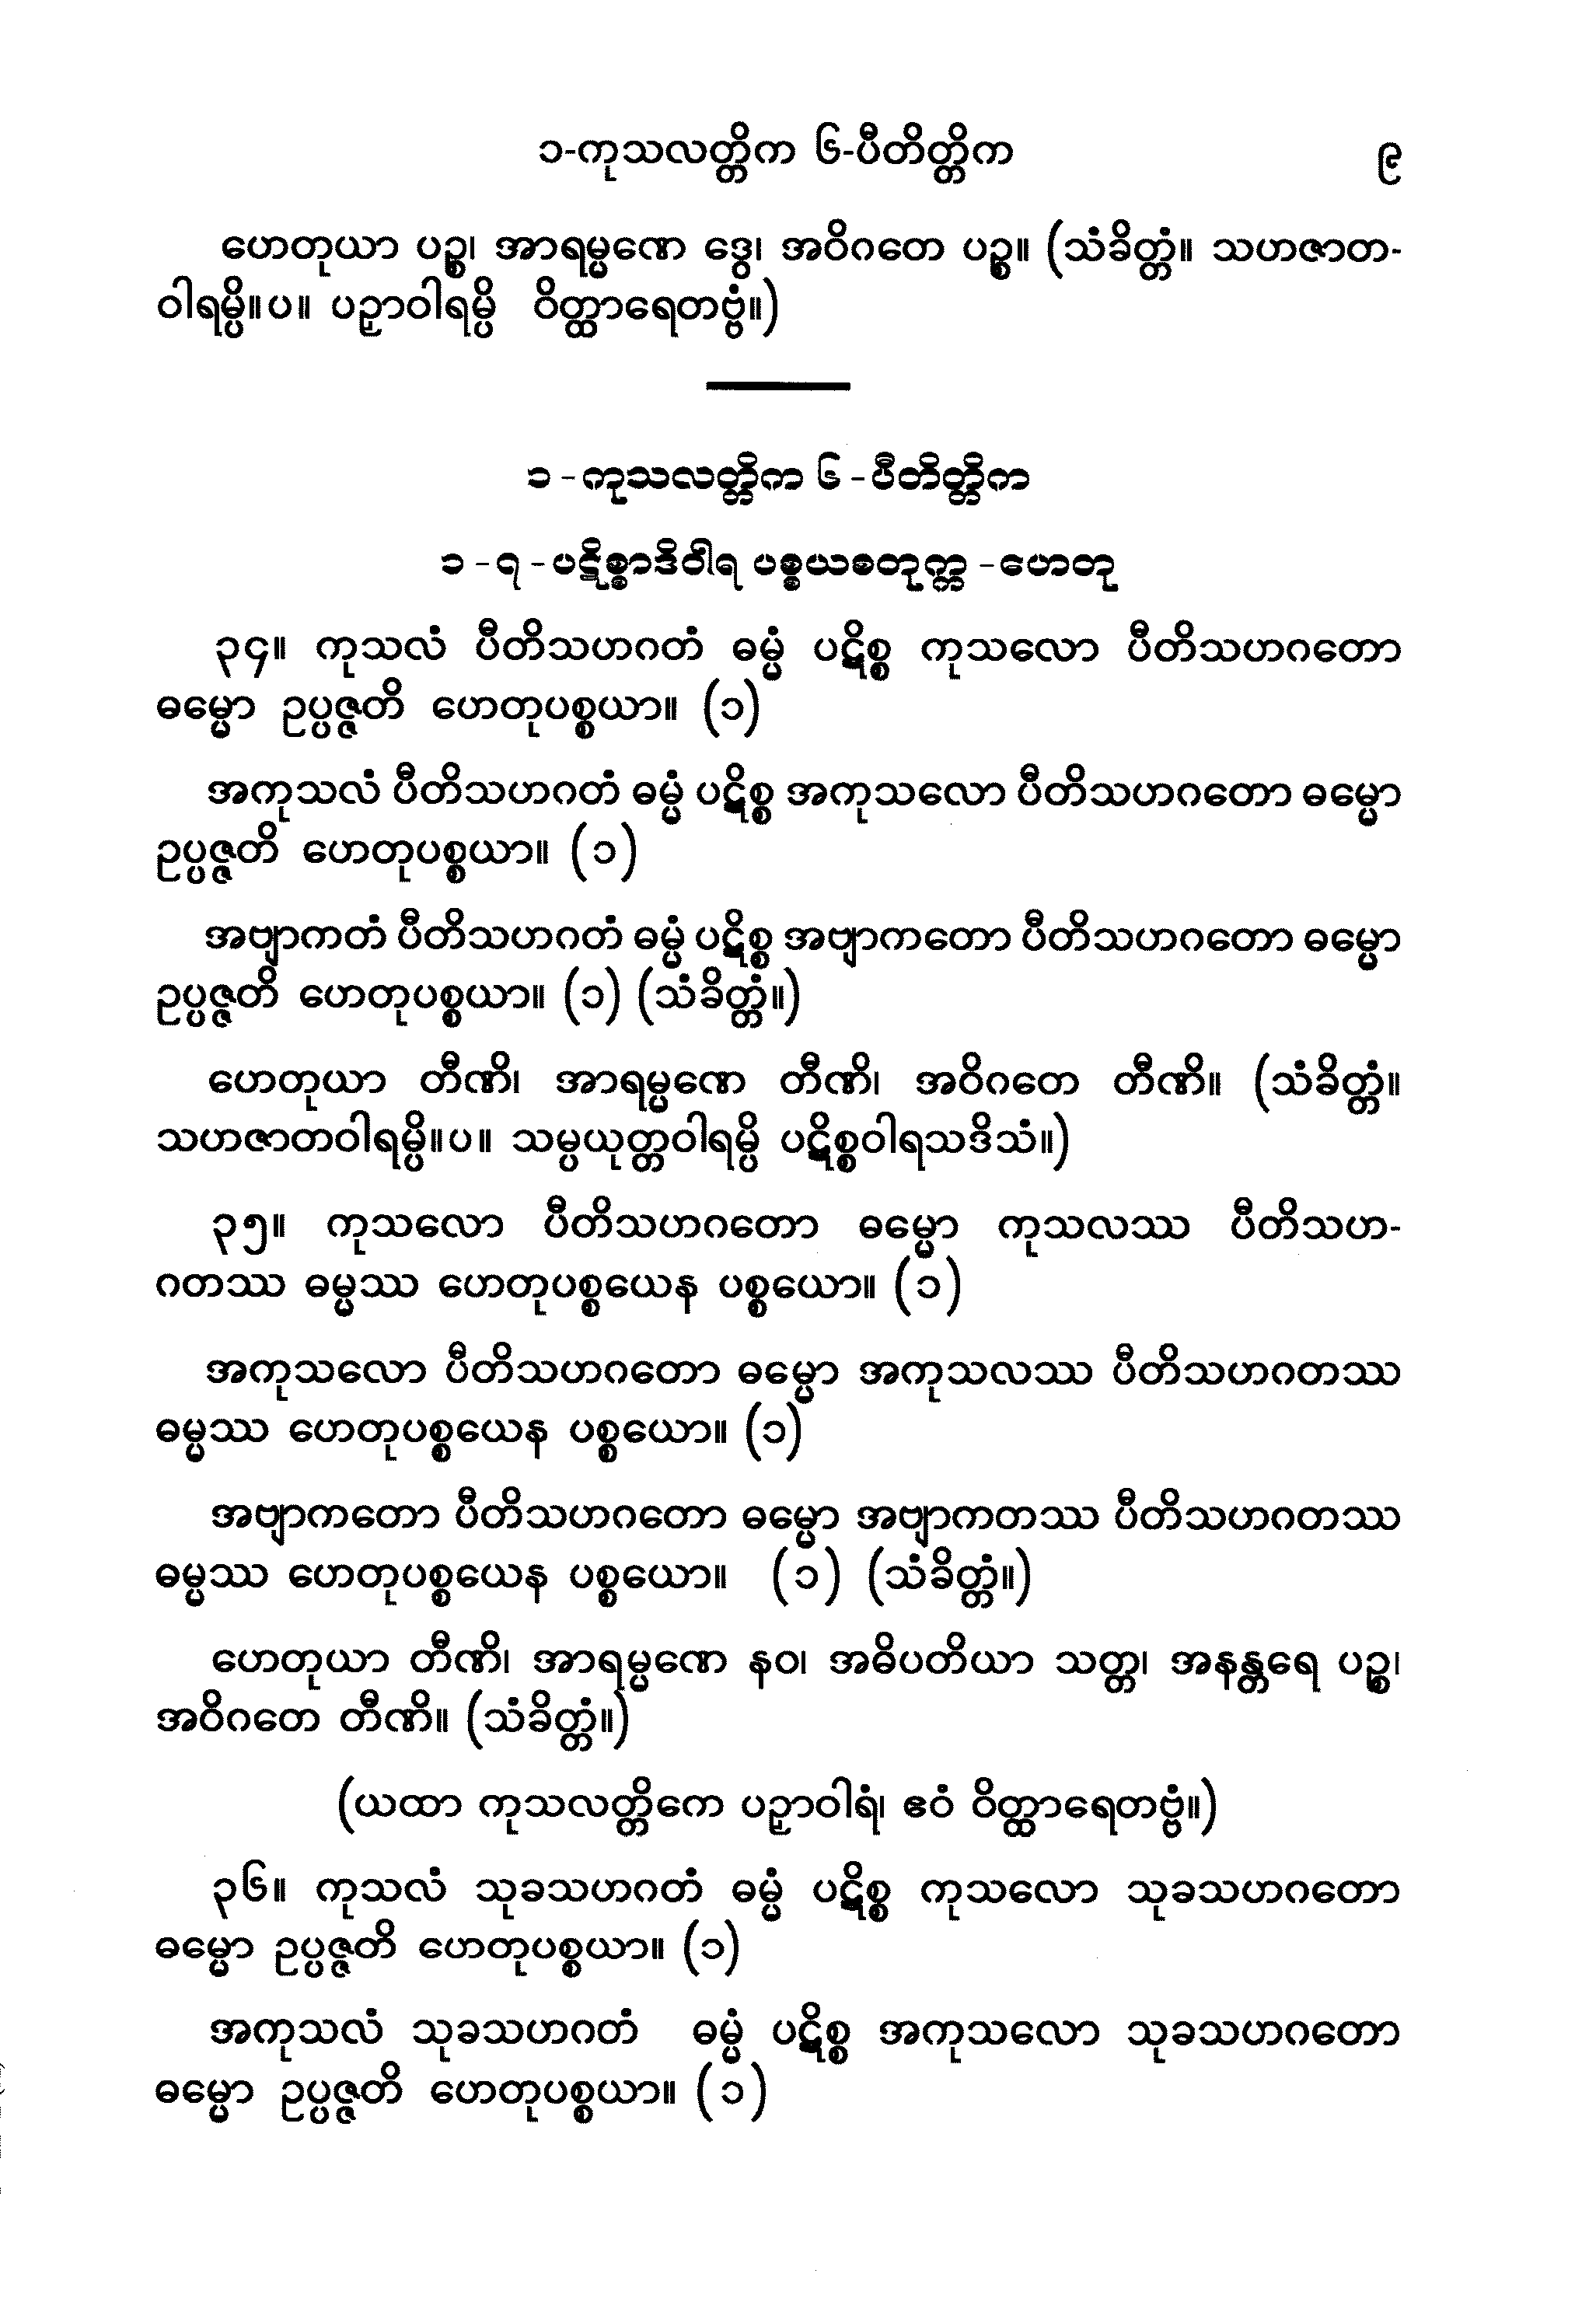 ၁-ကုသလတ္တိက ၆-ပီတိတ္တိက ၉
ဟေတုယာ ပဉ္စ၊ အာရမ္မဏေ ဒွေ၊ အဝိဂတေ ပဉ္စ။ (သံခိတ္တံ။ သဟဇာတ-
ဝါရမ္ပိ။ပ။ ပဉှာဝါရမ္ပိ ဝိတ္ထာရေတဗ္ဗံ။)
၁ - ကုသလတ္တိက ၆ - ပီတိတ္တိက
၁ - ၇ - ပဋိစ္စာဒိဝါရ ပစ္စယစတုက္က - ဟေတု
၃၄။ ကုသလံ ပီတိသဟဂတံ ဓမ္မံ ပဋိစ္စ ကုသလော ပီတိသဟဂတော
ဓမ္မော ဥပ္ပဇ္ဇတိ ဟေတုပစ္စယာ။ (၁)
အကုသလံ ပီတိသဟဂတံ ဓမ္မံ ပဋိစ္စ အကုသလော ပီတိသဟဂတော ဓမ္မော
ဥပ္ပဇ္ဇတိ ဟေတုပစ္စယာ။ (၁)
အဗျာကတံ ပီတိသဟဂတံ ဓမ္မံ ပဋိစ္စ အဗျာကတော ပီတိသဟဂတော ဓမ္မော
ဥပ္ပဇ္ဇတိ ဟေတုပစ္စယာ။ (၁) (သံခိတ္တံ။)
ဟေတုယာ တီဏိ၊ အာရမ္မဏေ တီဏိ၊ အဝိဂတေ တီဏိ။ (သံခိတ္တံ။
သဟဇာတဝါရမ္ပိ။ပ။ သမ္ပယုတ္တဝါရမ္ပိ ပဋိစ္စဝါရသဒိသံ။)
၃၅။ ကုသလော ပီတိသဟဂတော ဓမ္မော ကုသလဿ ပီတိသဟ-
ဂတဿ ဓမ္မဿ ဟေတုပစ္စယေန ပစ္စယော။ (၁)
အကုသလော ပီတိသဟဂတော ဓမ္မော အကုသလဿ ပီတိသဟဂတဿ
ဓမ္မဿ ဟေတုပစ္စယေန ပစ္စယော။ (၁)
အဗျာကတော ပီတိသဟဂတော ဓမ္မော အဗျာကတဿ ပီတိသဟဂတဿ
ဓမ္မဿ ဟေတုပစ္စယေန ပစ္စယော။ (၁) (သံခိတ္တံ။)
ဟေတုယာ တီဏိ၊ အာရမ္မဏေ နဝ၊ အဓိပတိယာ သတ္တ၊ အနန္တရေ ပဉ္စ၊
အဝိဂတေ တီဏိ။ (သံခိတ္တံ။)
(ယထာ ကုသလတ္တိကေ ပဉှာဝါရံ၊ ဧဝံ ဝိတ္ထာရေတဗ္ဗံ။)
၃၆။ ကုသလံ သုခသဟဂတံ ဓမ္မံ ပဋိစ္စ ကုသလော သုခသဟဂတော
ဓမ္မော ဥပ္ပဇ္ဇတိ ဟေတုပစ္စယာ။ (၁)
အကုသလံ သုခသဟဂတံ ဓမ္မံ ပဋိစ္စ အကုသလော သုခသဟဂတော
ဓမ္မော ဥပ္ပဇ္ဇတိ ဟေတုပစ္စယာ။ (၁)